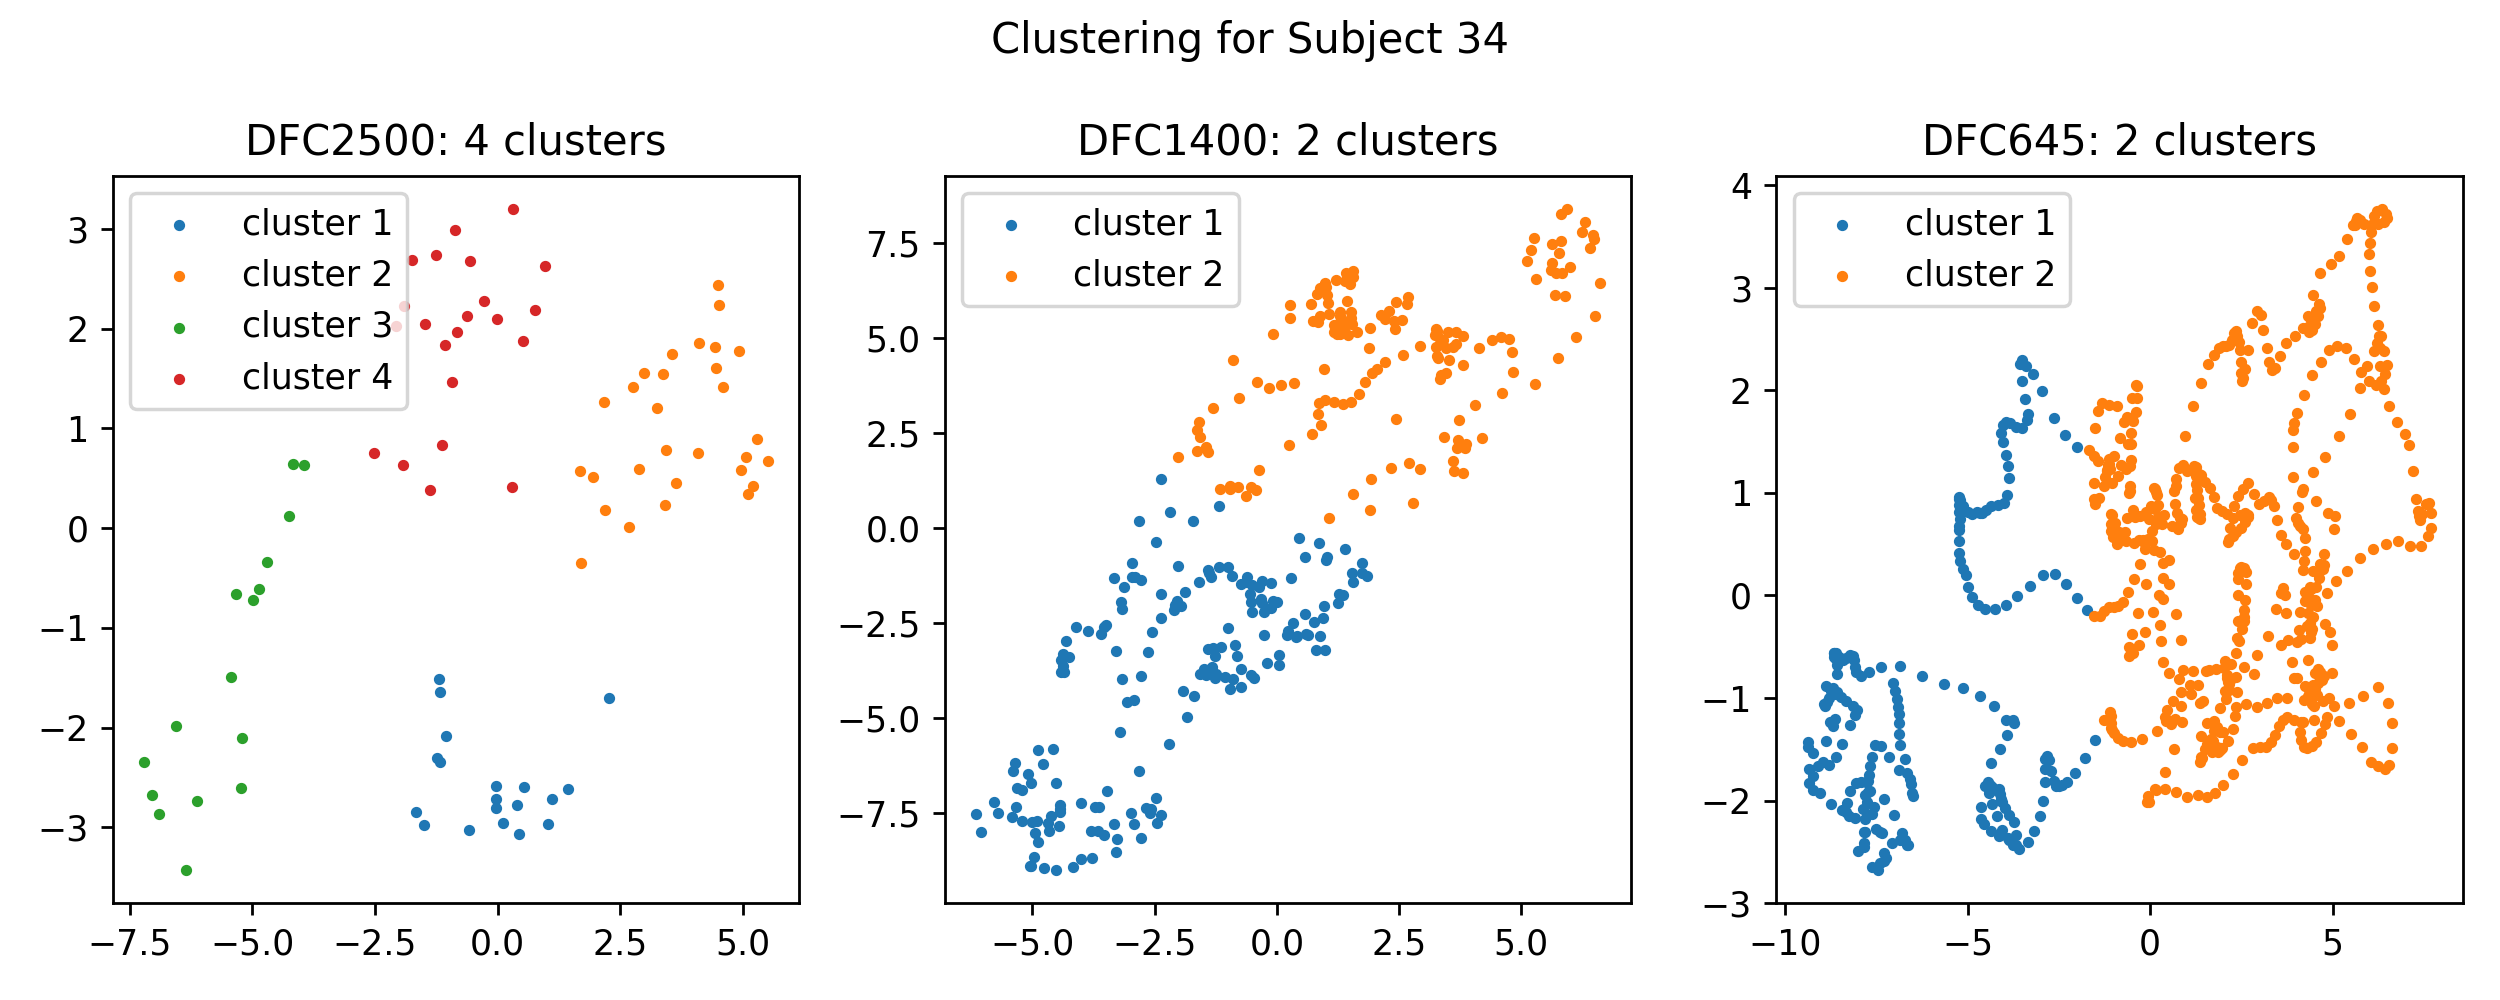 Clustering for Subject 34
DFC2500: 4 clusters
cluster 1
cluster 2
cluster 3
cluster 4
3
2
1
0
−1
−2
−3
−7.5 −5.0 −2.5 0.0 2.5 5.0
DFC1400: 2 clusters
cluster 1
cluster 2
7.5
5.0
2.5
0.0
−2.5
−5.0
−7.5
−5.0 −2.5 0.0 2.5 5.0
DFC645: 2 clusters
cluster 1
cluster 2
4
3
2
1
0
−1
−2
−3
−10 −5 0 5